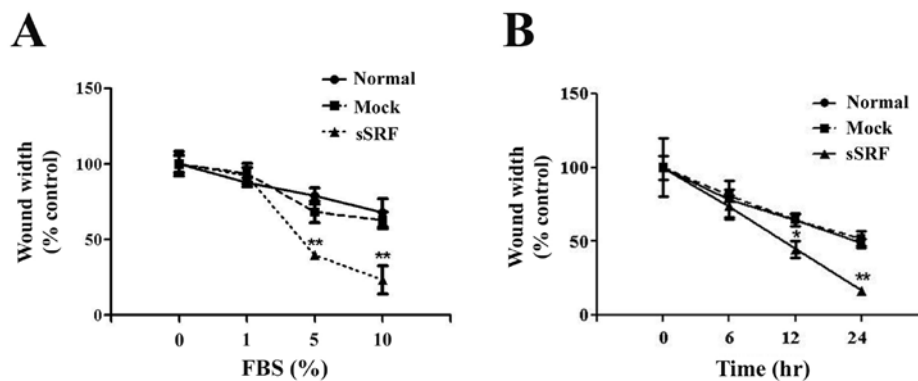 A
B
150
100
50
0
Wound width
(% control)
Normal
Mock
sSRF
**
**
0
1
5
10
FBS (%)
150
100
50
0
Wound width
(% control)
Normal
Mock
sSRF
*
**
0
6
12
24
Time (hr)